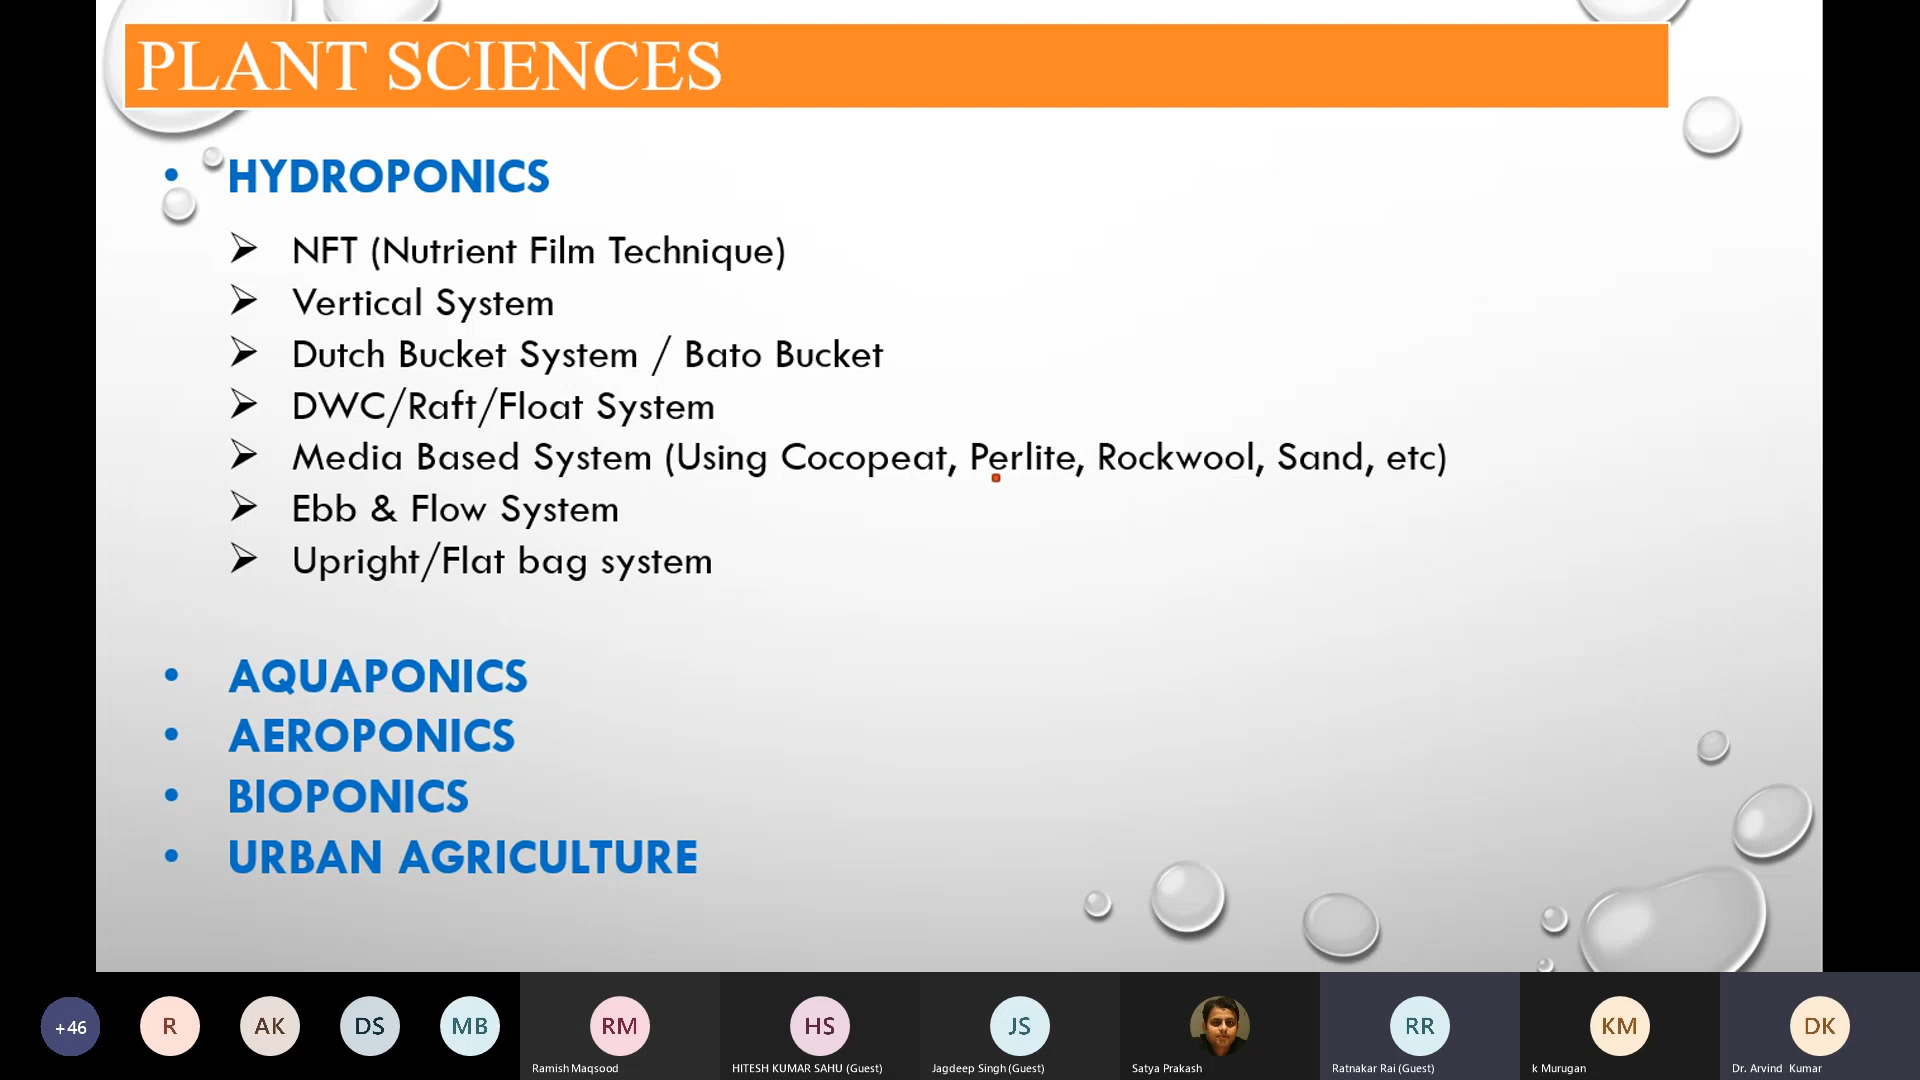 PLANT SCIENCES
• HYDROPONICS
➢ NFT (Nutrient Film Technique)
➢ Vertical System
➢ Dutch Bucket System / Bato Bucket
➢ DWC/Raft/Float System
➢ Media Based System (Using Cocopeat, Perlite, Rockwool, Sand, etc)
➢ Ebb & Flow System
➢ Upright/Flat bag system
• AQUAPONICS
• AEROPONICS
• BIOPONICS
• URBAN AGRICULTURE
+46 R AK DS MB RM HS JS RR KM DK
Ramish Maqsood HITESH KUMAR SAHU (Guest) Jagdeep Singh (Guest) Satya Prakash Ratnakar Rai (Guest) k Murugan Dr. Arvind Kumar